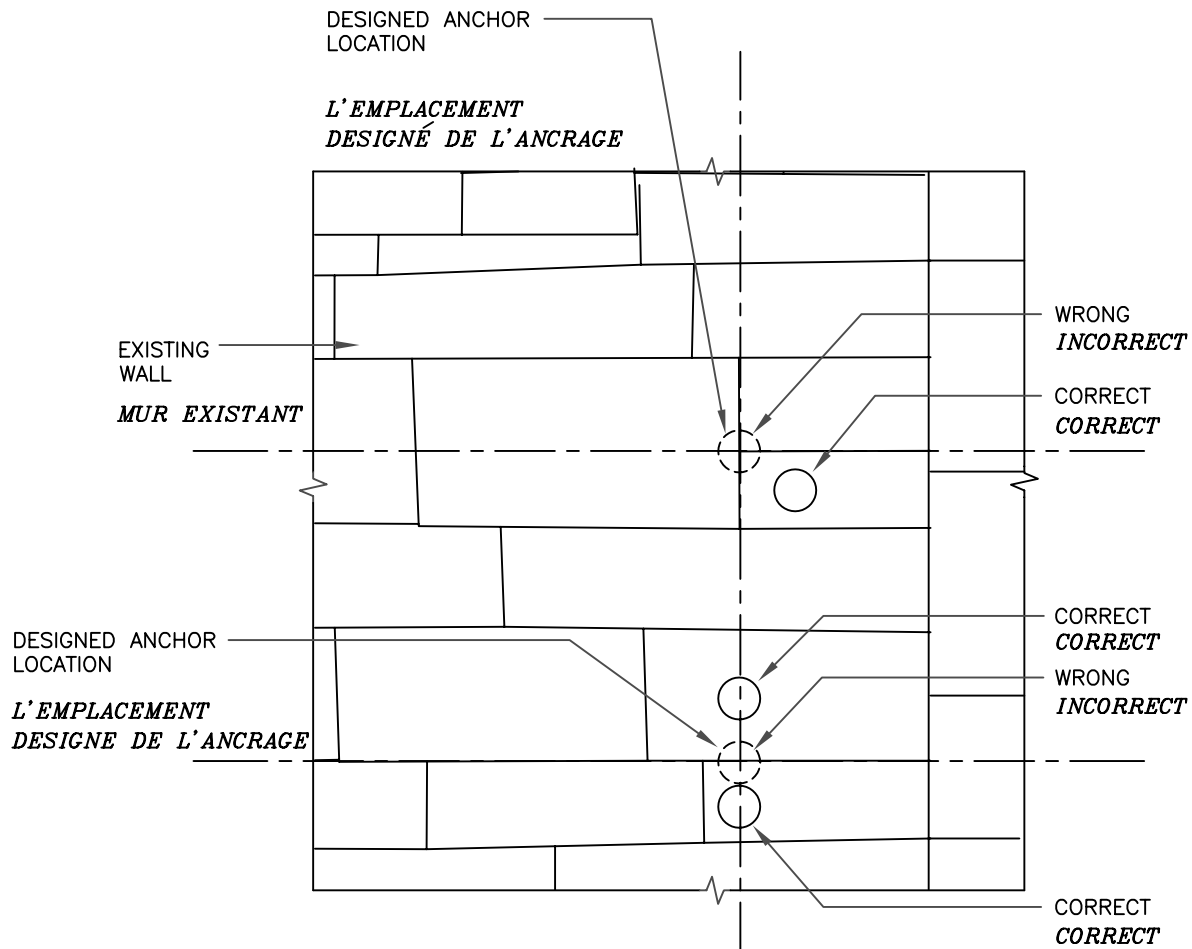 DESIGNED ANCHOR
LOCATION
L'EMPLACEMENT
DESIGNÉ DE L'ANCRAGE
EXISTING
WALL
MUR EXISTANT
WRONG
INCORRECT
CORRECT
CORRECT
DESIGNED ANCHOR
LOCATION
L'EMPLACEMENT
DESIGNE DE L'ANCRAGE
CORRECT
CORRECT
WRONG
INCORRECT
CORRECT
CORRECT